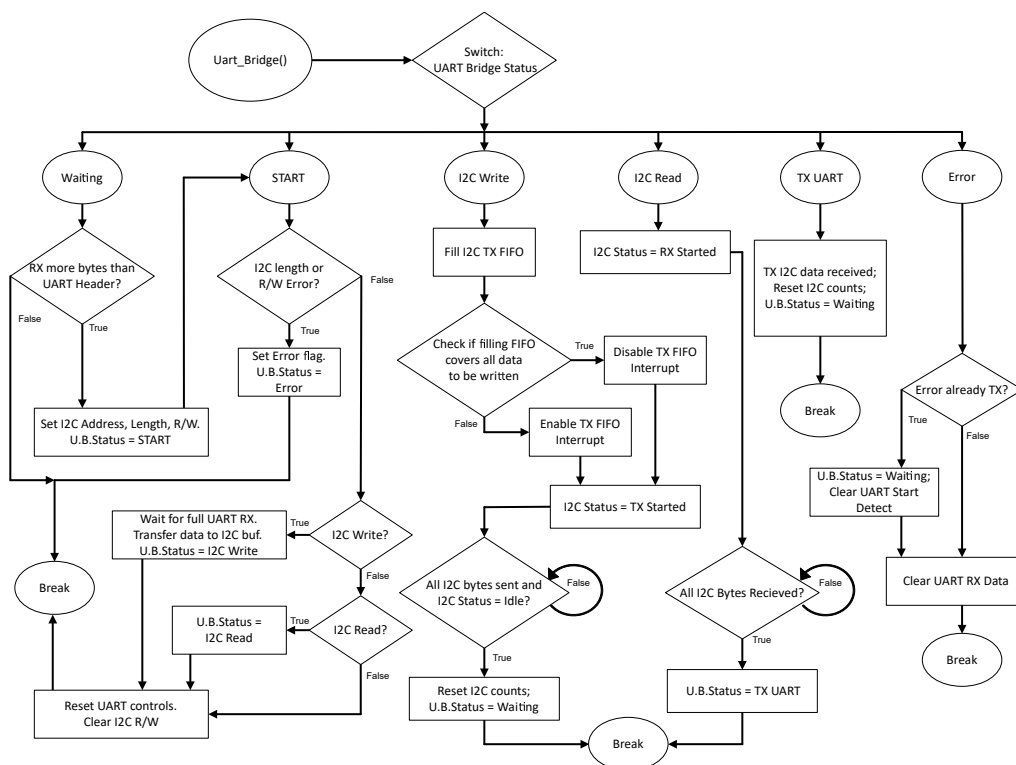 Uart_Bridge()
Switch:
UART Bridge Status
Waiting
START
I2C Write
I2C Read
TX UART
Error
RX more bytes than
UART Header?
False
True
Set I2C Address, Length, R/W.
U.B.Status = START
I2C length or
R/W Error?
False
True
Set Error flag.
U.B.Status =
Error
Wait for full UART RX.
Transfer data to I2C buf.
U.B.Status = I2C Write
True
I2C Write?
False
U.B.Status =
I2C Read
True
I2C Read?
False
Reset UART controls.
Clear I2C R/W
Break
Fill I2C TX FIFO
Check if filling FIFO
covers all data
to be written
True
Disable TX FIFO
Interrupt
False
Enable TX FIFO
Interrupt
I2C Status = TX Started
All I2C bytes sent and
I2C Status = Idle?
False
True
Reset I2C counts;
U.B.Status = Waiting
I2C Status = RX Started
All I2C Bytes Recieved?
False
True
U.B.Status = TX UART
Break
TX I2C data received;
Reset I2C counts;
U.B.Status = Waiting
Break
Error already TX?
True
False
U.B.Status = Waiting;
Clear UART Start
Detect
Clear UART RX Data
Break